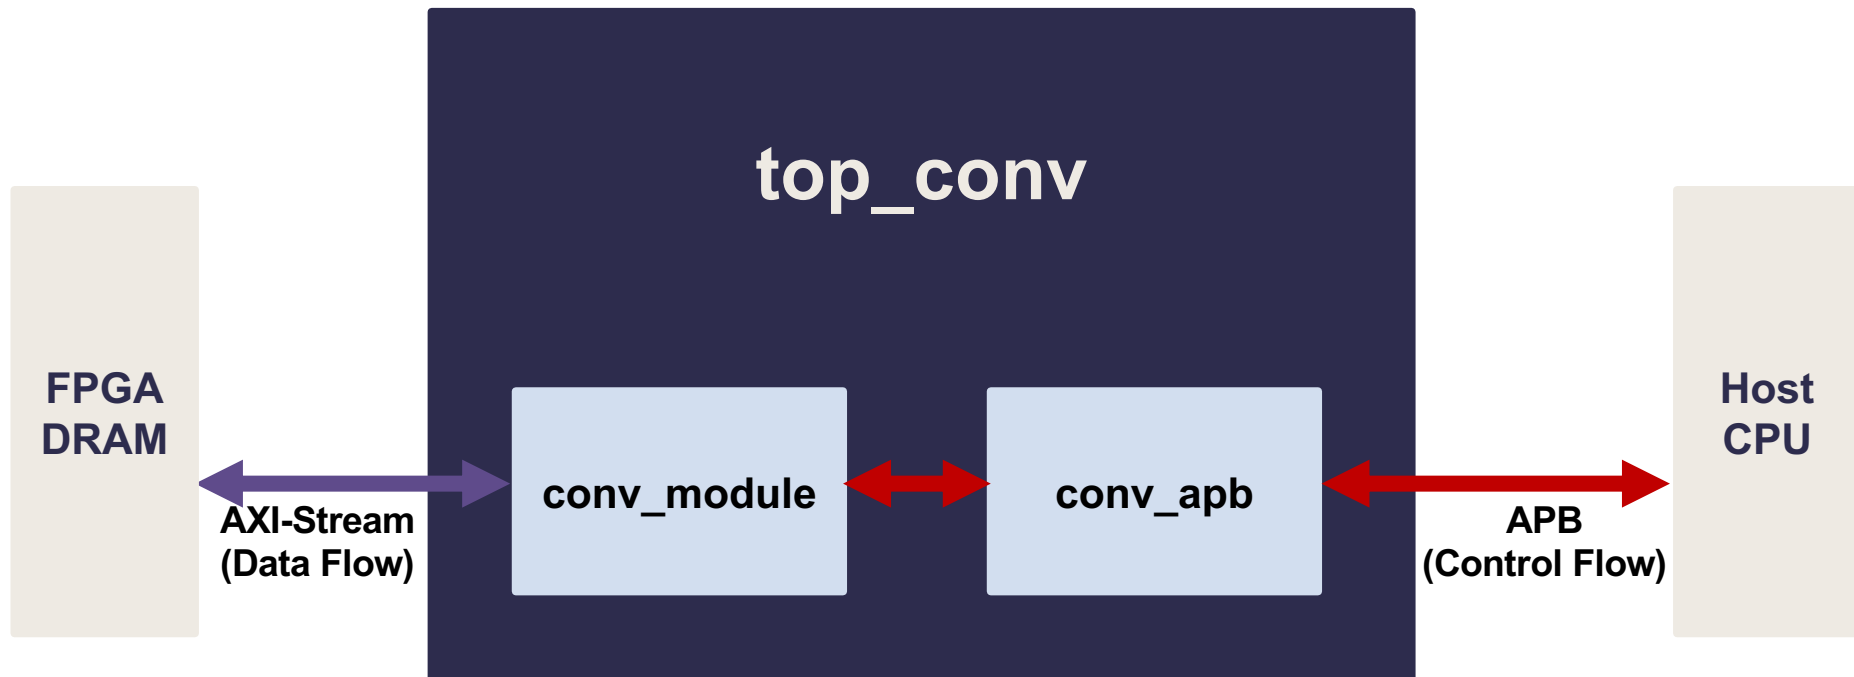 top_conv
FPGA
DRAM
AXI-Stream
(Data Flow)
conv_module
conv_apb
APB
(Control Flow)
Host
CPU